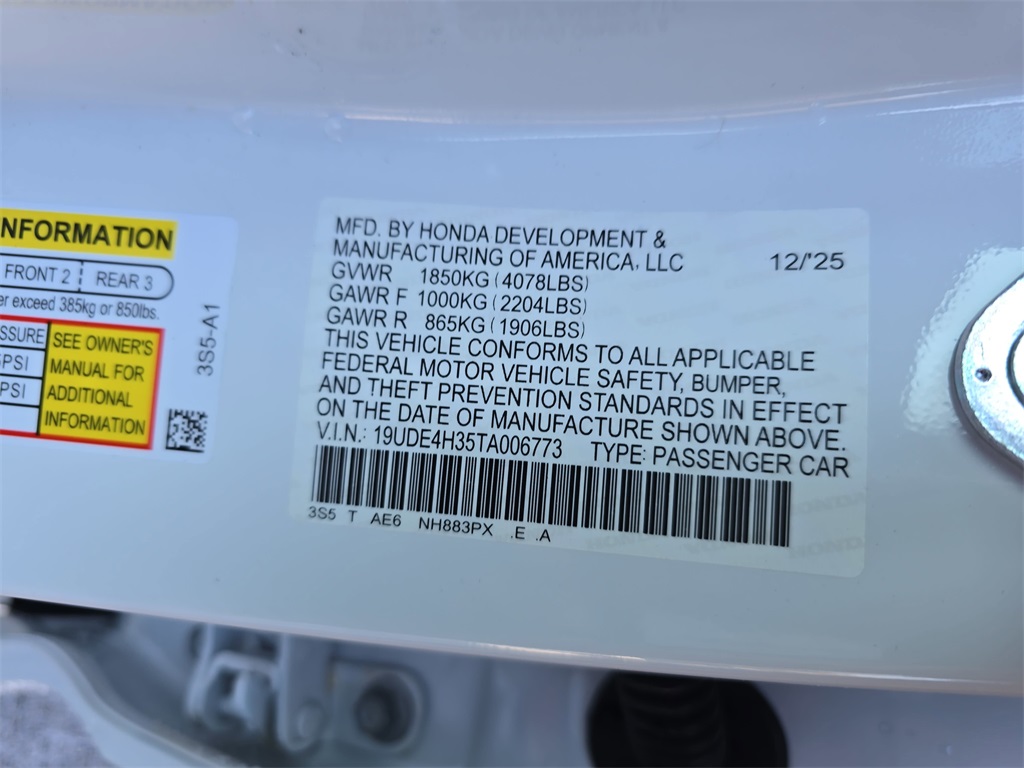 NFORMATION
FRONT 2 REAR 3
er exceed 385kg or 850lbs.
SSURE SEE OWNER'S
PSI MANUAL FOR
PSI ADDITIONAL
INFORMATION
3S5-A1
MFD. BY HONDA DEVELOPMENT &
MANUFACTURING OF AMERICA, LLC 12/'25
GVWR 1850KG (4078LBS)
GAWR F 1000KG (2204LBS)
GAWR R 865KG (1906LBS)
THIS VEHICLE CONFORMS TO ALL APPLICABLE
FEDERAL MOTOR VEHICLE SAFETY, BUMPER,
AND THEFT PREVENTION STANDARDS IN EFFECT
ON THE DATE OF MANUFACTURE SHOWN ABOVE.
V.I.N.: 19UDE4H35TA006773 TYPE: PASSENGER CAR
3S5 T AE6 NH883PX .E .A